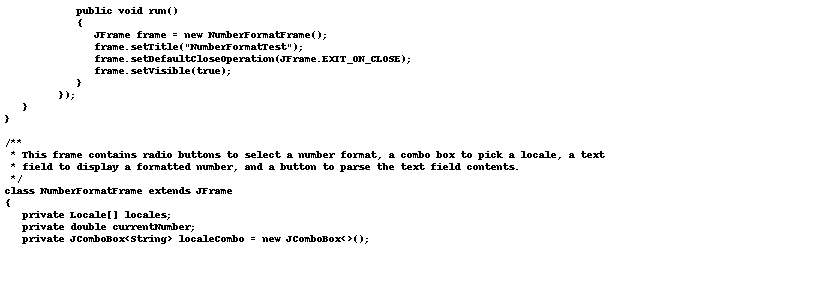 public void run()
{
JFrame frame = new NumberFormatFrame();
frame.setTitle("NumberFormatTest");
frame.setDefaultCloseOperation(JFrame.EXIT_ON_CLOSE);
frame.setVisible(true);
}
});
}
}
/**
* This frame contains radio buttons to select a number format, a combo box to pick a locale, a text
* field to display a formatted number, and a button to parse the text field contents.
*/
class NumberFormatFrame extends JFrame
{
private Locale[] locales;
private double currentNumber;
private JComboBox<String> localeCombo = new JComboBox<>();